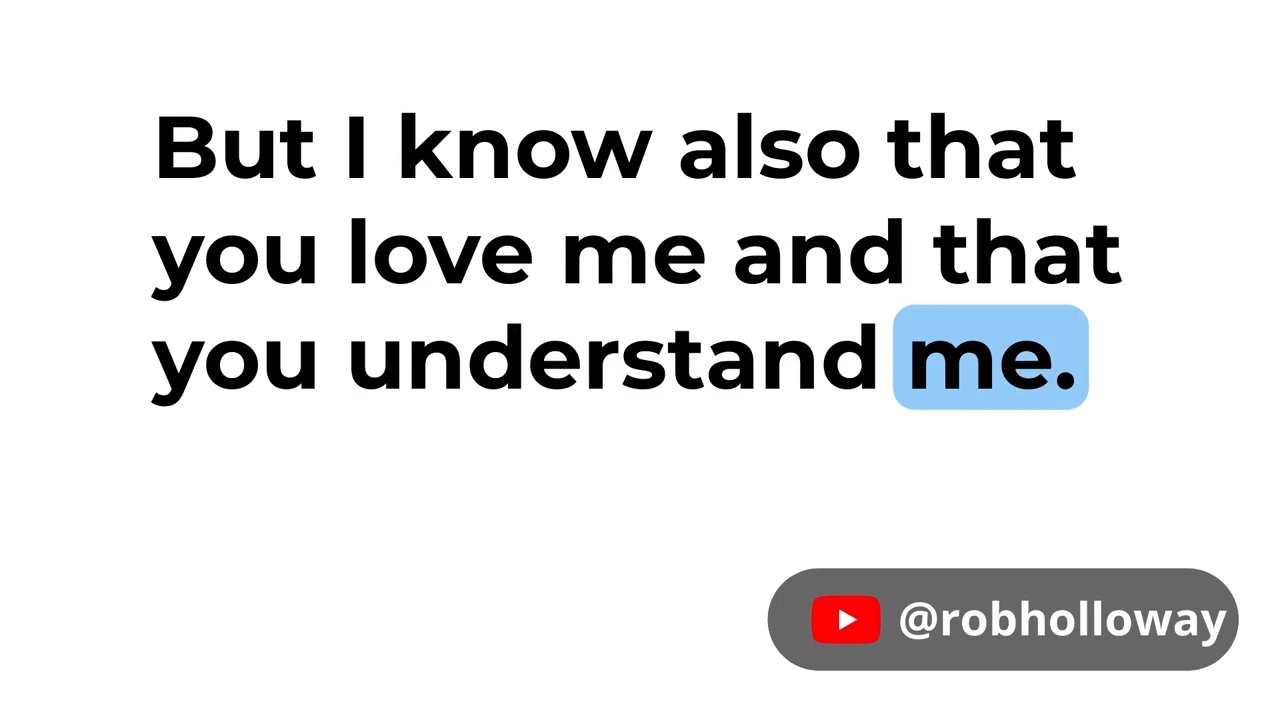 But I know also that
you love me and that
you understand me.
@robholloway